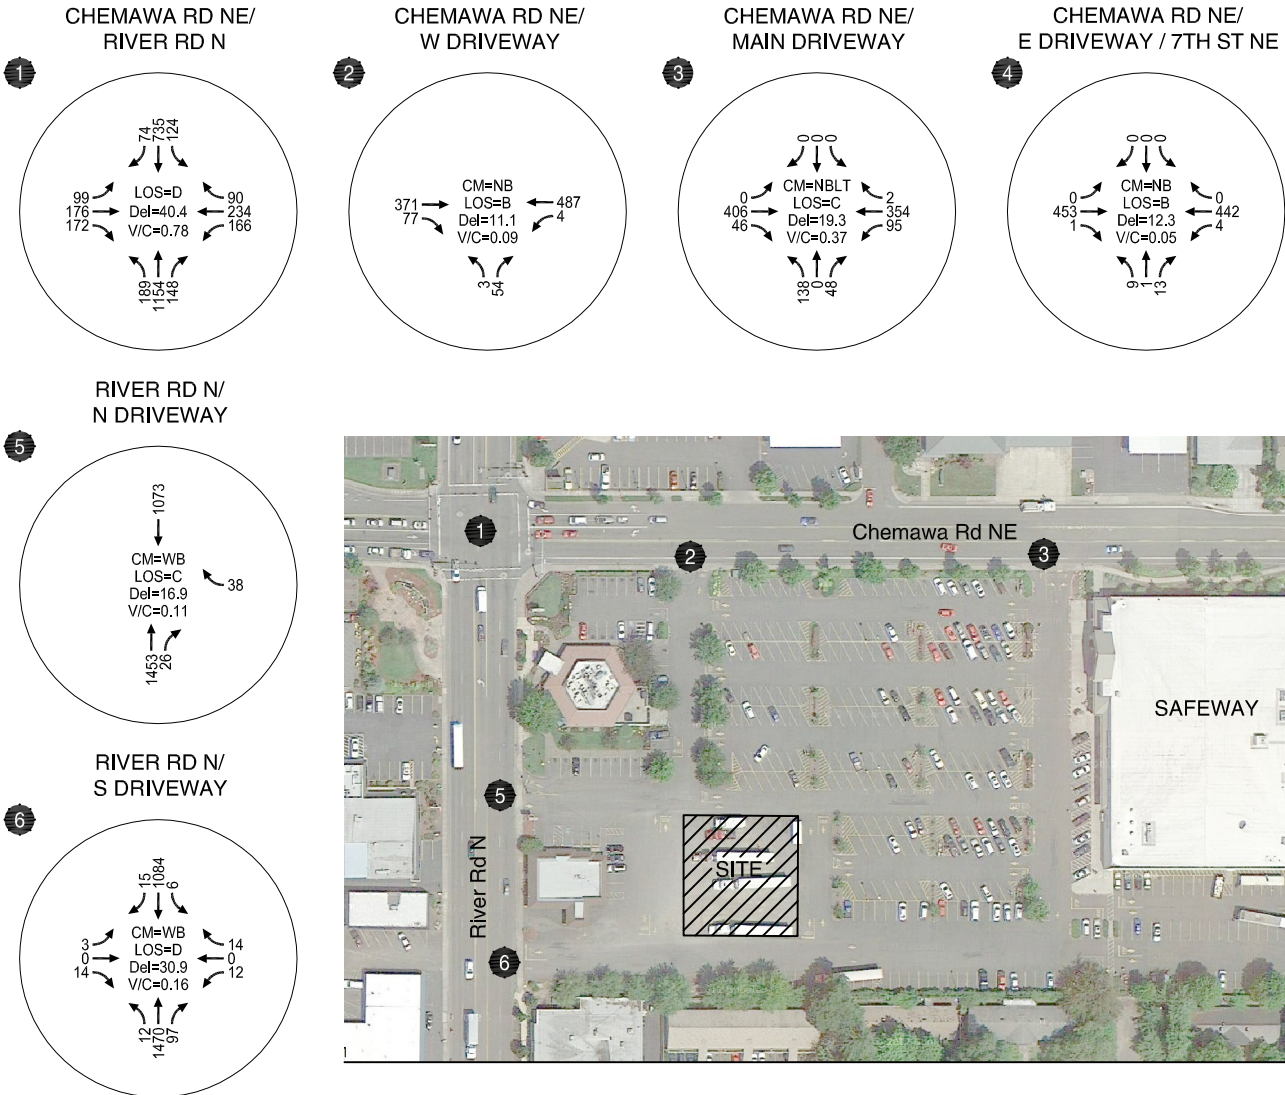 CHEMAWA RD NE/
RIVER RD N
1
74
735
124
99
176
172
LOS=D
Del=40.4
V/C=0.78
90
234
166
189
1154
148
CHEMAWA RD NE/
W DRIVEWAY
2
371
77
CM=NB
LOS=B
Del=11.1
V/C=0.09
487
4
3
54
CHEMAWA RD NE/
MAIN DRIVEWAY
3
0
0
0
0
406
46
CM=NBLT
LOS=C
Del=19.3
V/C=0.37
2
354
95
138
0
48
CHEMAWA RD NE/
E DRIVEWAY / 7TH ST NE
4
0
0
0
0
453
1
CM=NB
LOS=B
Del=12.3
V/C=0.05
0
442
4
9
1
13
RIVER RD N/
N DRIVEWAY
5
1073
CM=WB
LOS=C
Del=16.9
V/C=0.11
38
1453
26
RIVER RD N/
S DRIVEWAY
6
15
1084
6
3
0
14
CM=WB
LOS=D
Del=30.9
V/C=0.16
14
0
12
12
1470
97
1
Chemawa Rd NE
2
3
SAFEWAY
5
SITE
River Rd N
6